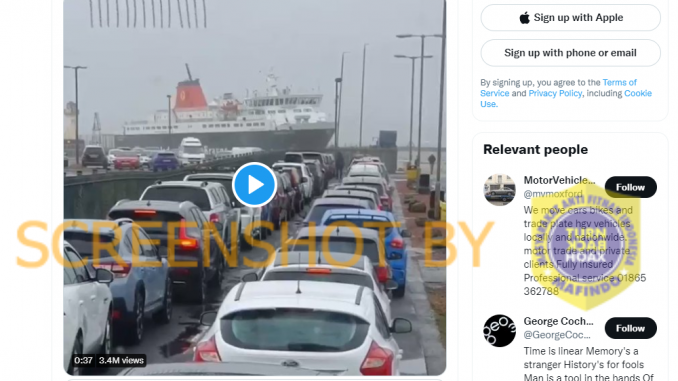 Sign up with Apple
Sign up with phone or email
By signing up, you agree to the Terms of
Service and Privacy Policy, including Cookie
Use.
Relevant people
MotorVehicle...
@mvmoxford
Follow
We move cars bikes and
trade plate hgv vehicles
locally and nationwide
motor trade and private
clients Fully insured
Professional service 01865
362788
George Coch...
@GeorgeCoc...
Follow
Time is linear Memory's a
stranger History's for fools
Man is a tool in the hands Of
0:37
3.4M views
SCREENSHOT BY
TURN
BACK
HOAX
MAFINDO